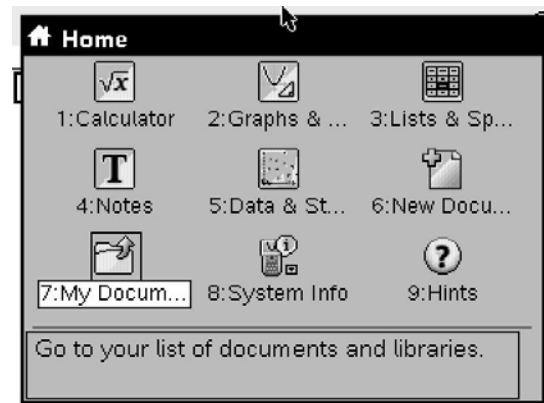 Home
√x
1:Calculator 2:Graphs & ... 3:Lists & Sp...
T
4:Notes 5:Data & St... 6:New Docu...
7:My Docum... 8:System Info 9:Hints
Go to your list of documents and libraries.